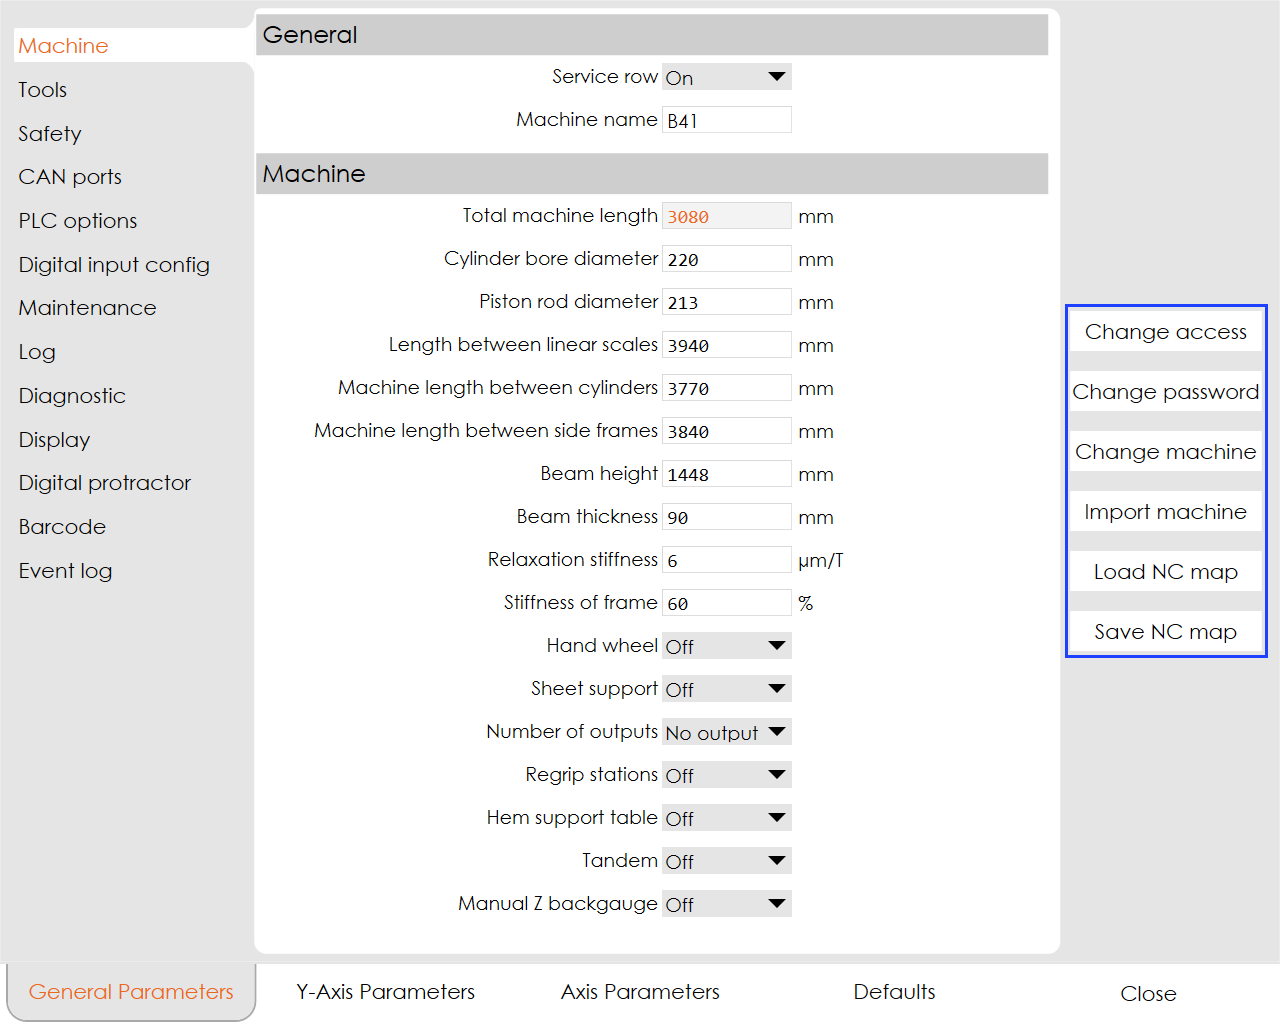 Machine
Tools
Safety
CAN ports
PLC options
Digital input config
Maintenance
Log
Diagnostic
Display
Digital protractor
Barcode
Event log
General
Service row On
Machine name B41
Machine
Total machine length 3080 mm
Cylinder bore diameter 220 mm
Piston rod diameter 213 mm
Length between linear scales 3940 mm
Machine length between cylinders 3770 mm
Machine length between side frames 3840 mm
Beam height 1448 mm
Beam thickness 90 mm
Relaxation stiffness 6 µm/T
Stiffness of frame 60 %
Hand wheel Off
Sheet support Off
Number of outputs No output
Regrip stations Off
Hem support table Off
Tandem Off
Manual Z backgauge Off
Change access
Change password
Change machine
Import machine
Load NC map
Save NC map
General Parameters Y-Axis Parameters Axis Parameters Defaults Close